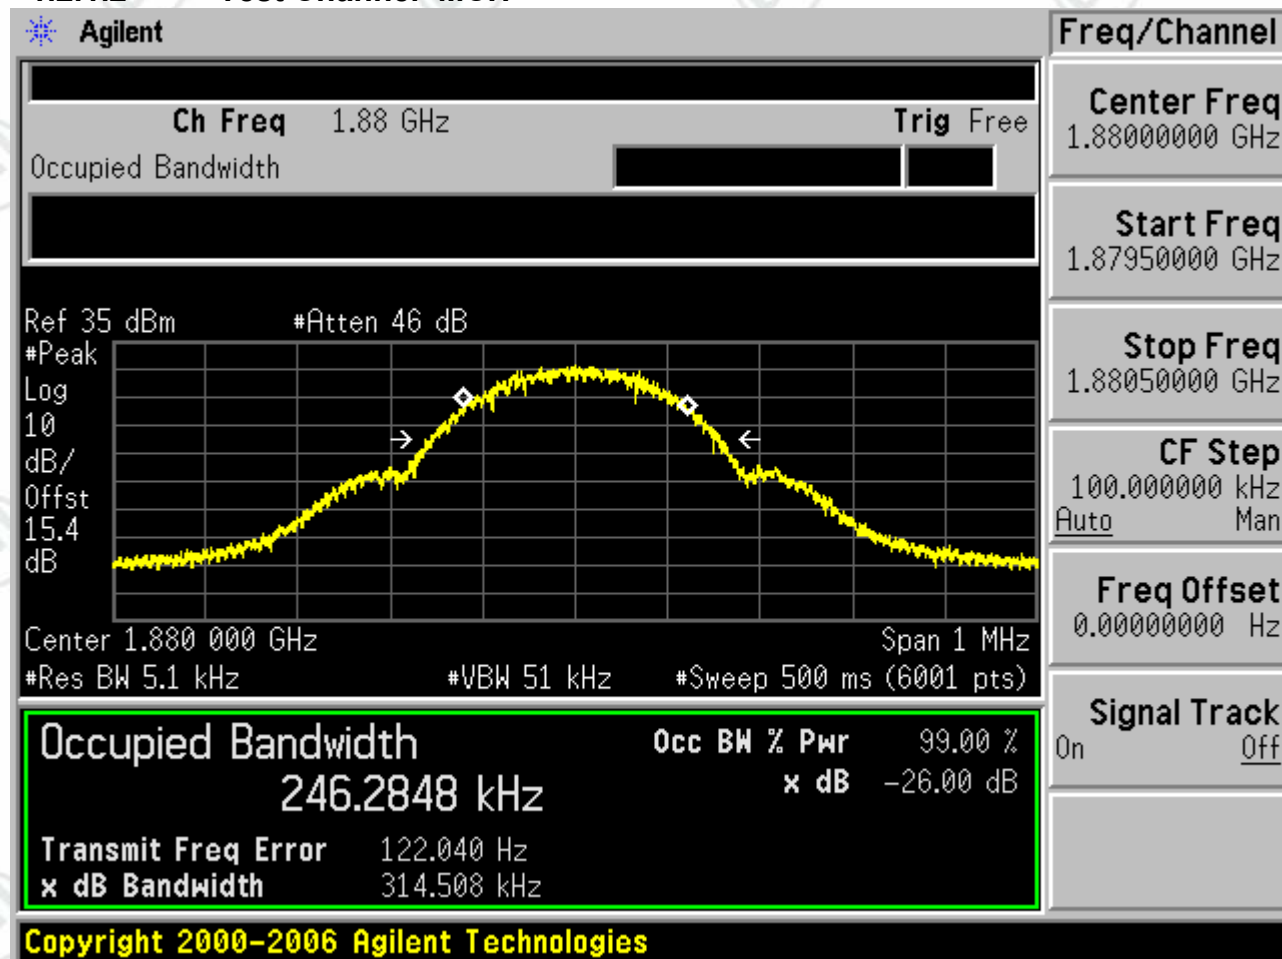 Agilent
Freq/Channel
Ch Freq 1.88 GHz Trig Free
Occupied Bandwidth
Center Freq
1.88000000 GHz
Start Freq
1.87950000 GHz
Stop Freq
1.88050000 GHz
CF Step
100.000000 kHz
Auto Man
Freq Offset
0.00000000 Hz
Signal Track
On Off
Ref 35 dBm #Atten 46 dB
#Peak
Log
10
dB/
Offst
15.4
dB
Center 1.880 000 GHz Span 1 MHz
#Res BW 5.1 kHz #VBW 51 kHz #Sweep 500 ms (6001 pts)
Occupied Bandwidth Occ BW % Pwr 99.00 %
246.2848 kHz x dB -26.00 dB
Transmit Freq Error 122.040 Hz
x dB Bandwidth 314.508 kHz
Copyright 2000-2006 Agilent Technologies